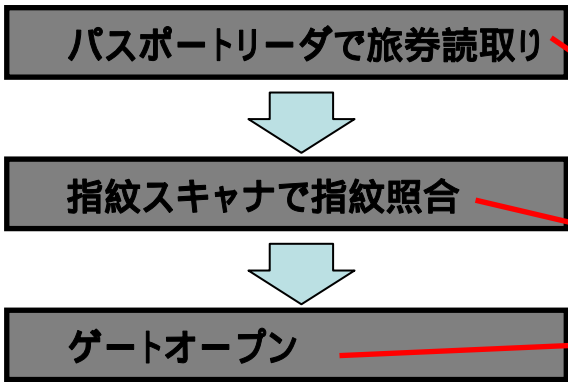 パスポートリーダで旅券読取り
指紋スキャナで指紋照合
ゲートオープン